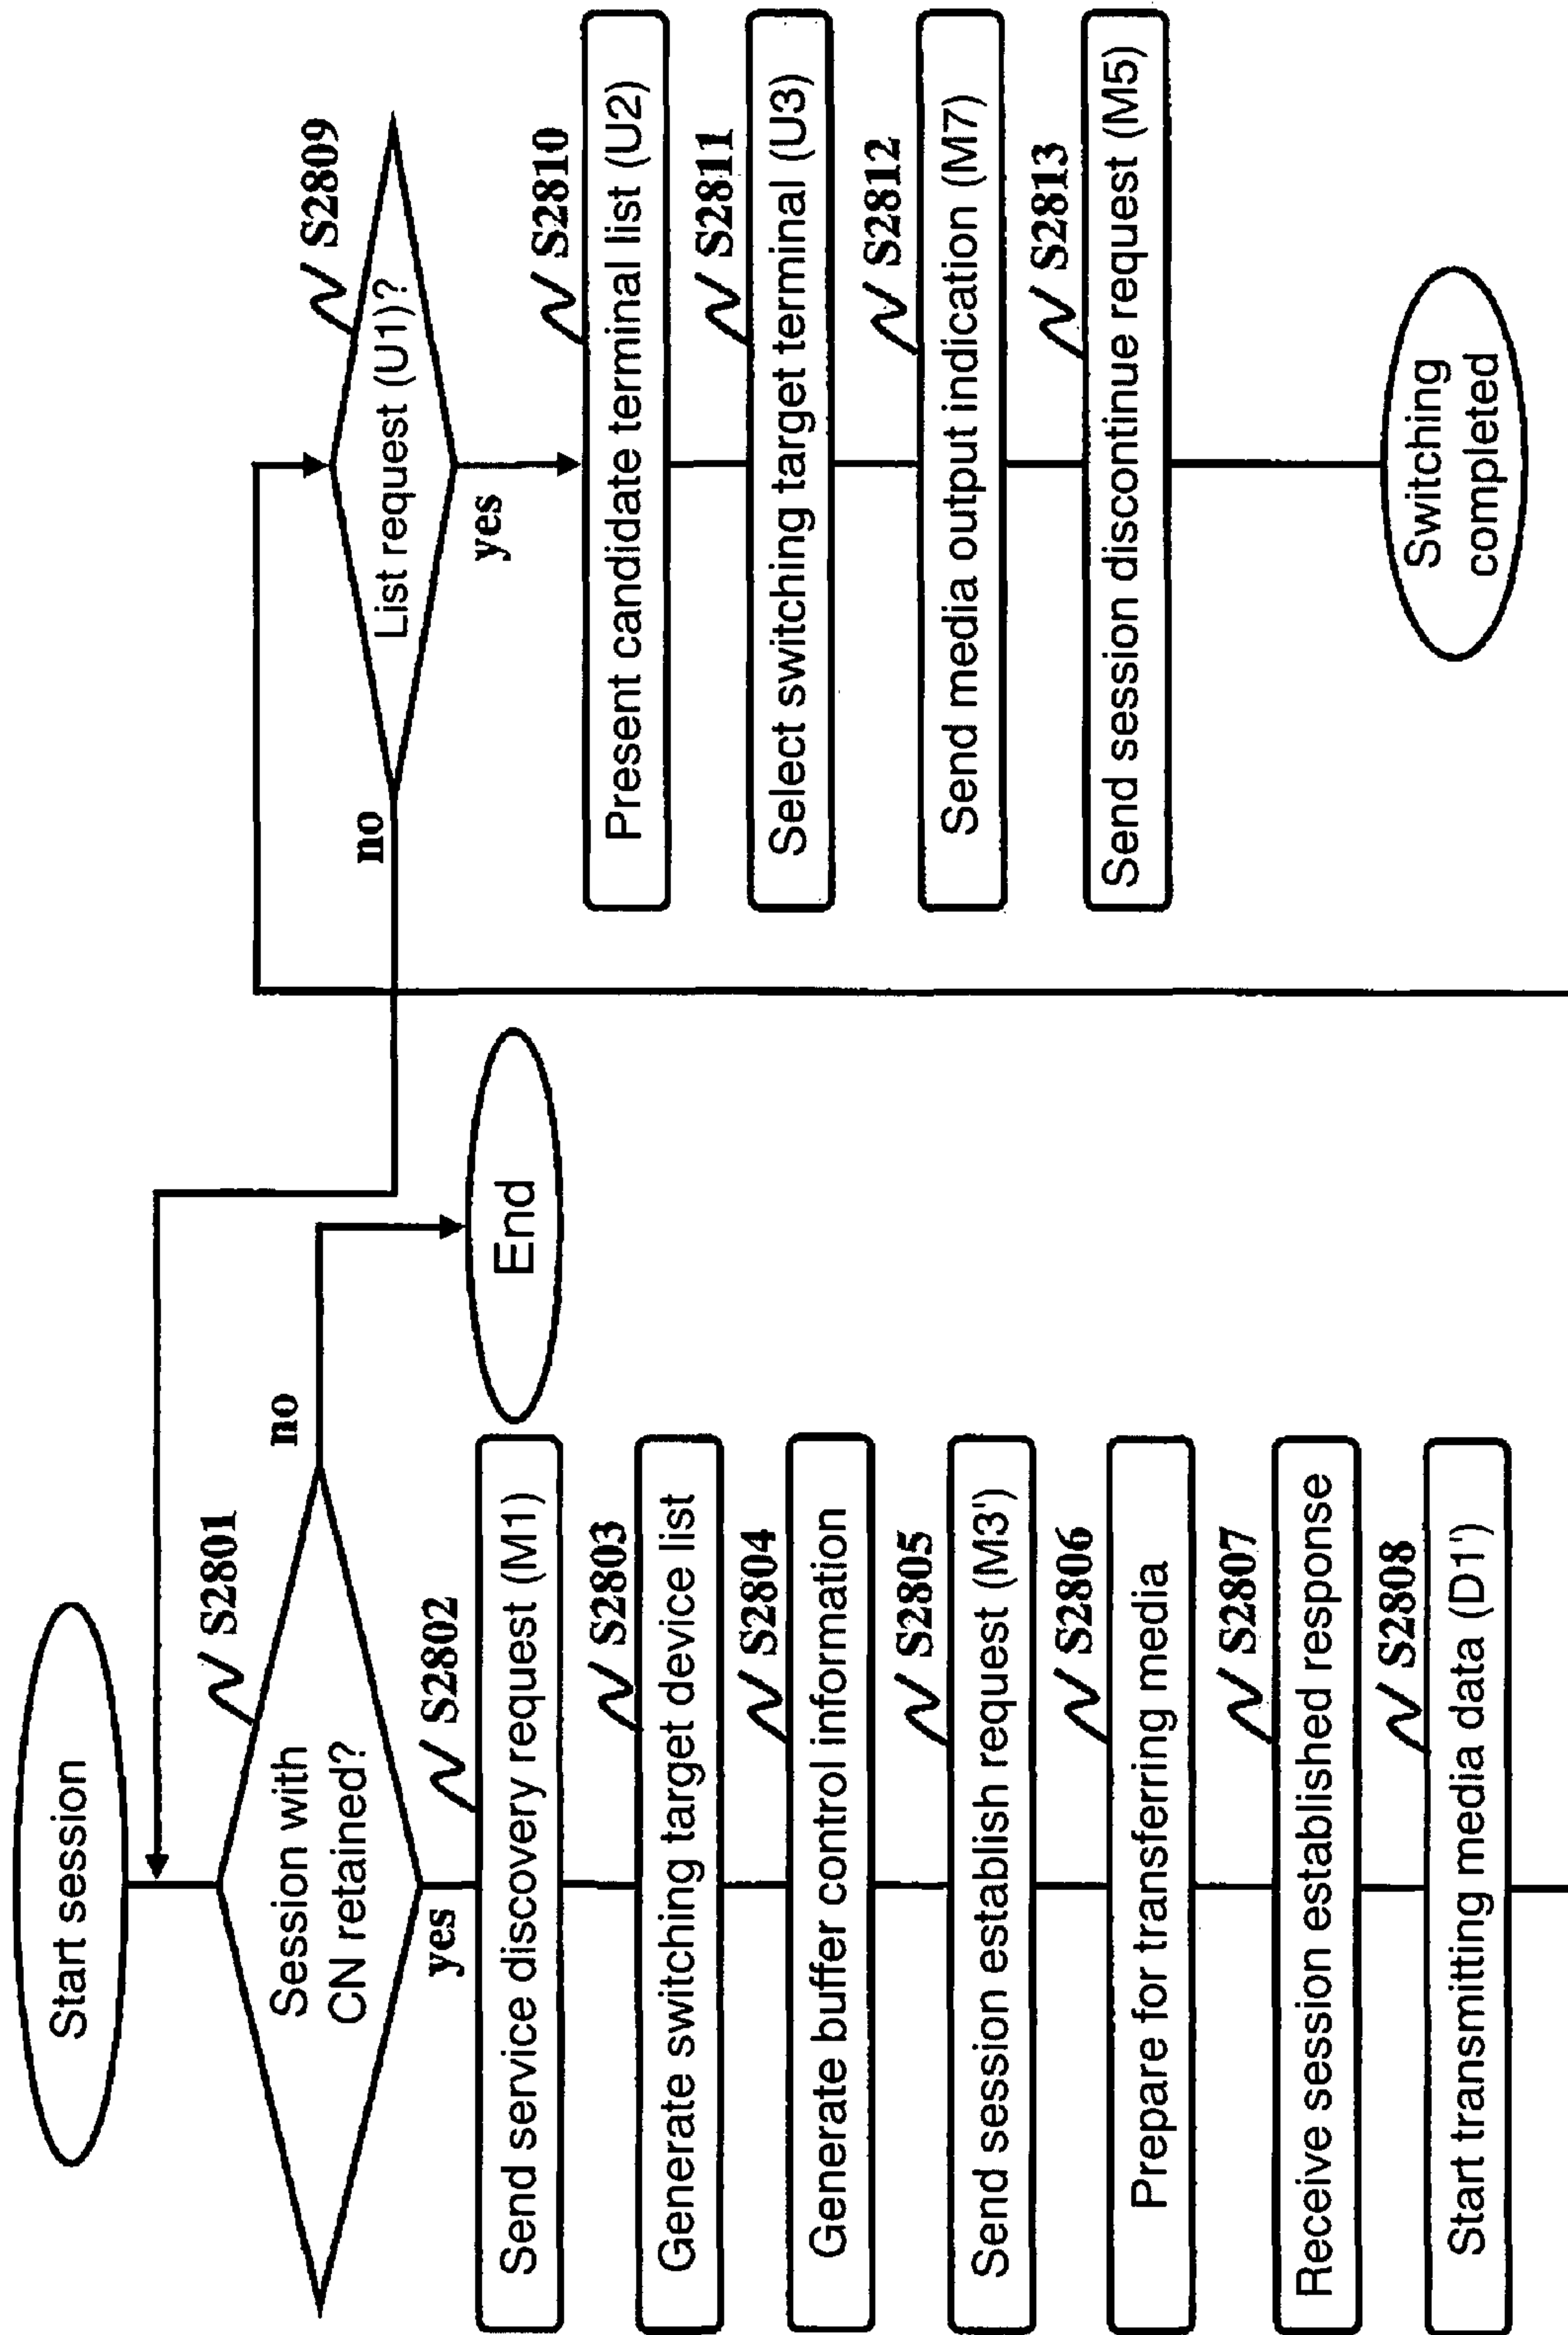 Start session
S2801
Session with
CN retained?
no
yes
End
S2802
Send service discovery request (M1)
S2803
Generate switching target device list
S2804
Generate buffer control information
S2805
Send session establish request (M3')
S2806
Prepare for transferring media
S2807
Receive session established response
S2808
Start transmitting media data (D1')
S2809
List request (U1)?
no
yes
S2810
Present candidate terminal list (U2)
S2811
Select switching target terminal (U3)
S2812
Send media output indication (M7)
S2813
Send session discontinue request (M5)
Switching
completed